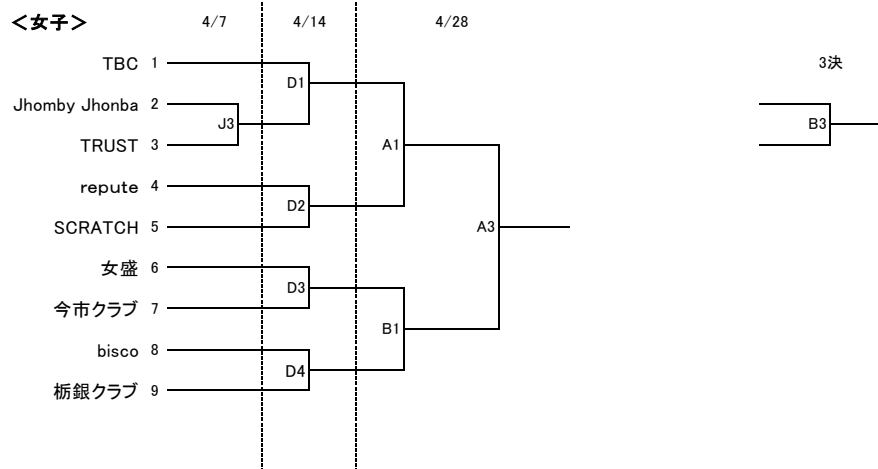 ＜女子＞ 4/7 4/14 4/28
3決
TBC 1
D1
Jhomby Jhonba 2
J3
B3
TRUST 3
A1
repute 4
D2
SCRATCH 5
A3
女盛 6
D3
今市クラブ 7
B1
bisco 8
D4
栃銀クラブ 9